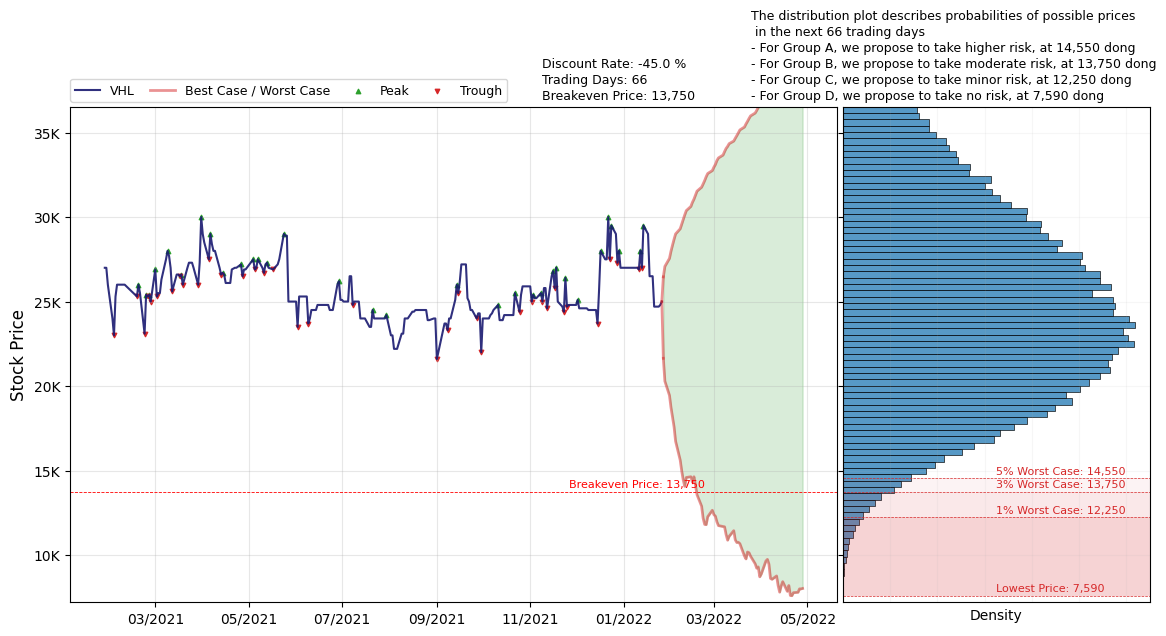 The distribution plot describes probabilities of possible prices
in the next 66 trading days
- For Group A, we propose to take higher risk, at 14,550 dong
- For Group B, we propose to take moderate risk, at 13,750 dong
- For Group C, we propose to take minor risk, at 12,250 dong
- For Group D, we propose to take no risk, at 7,590 dong
Discount Rate: -45.0 %
Trading Days: 66
Breakeven Price: 13,750
VHL Best Case / Worst Case Peak Trough
35K
30K
25K
20K
15K
10K
Stock Price
Breakeven Price: 13,750
03/2021 05/2021 07/2021 09/2021 11/2021 01/2022 03/2022 05/2022
5% Worst Case: 14,550
3% Worst Case: 13,750
1% Worst Case: 12,250
Lowest Price: 7,590
Density